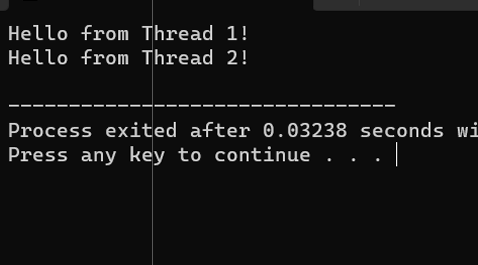 Hello from Thread 1!
Hello from Thread 2!
--------------------------------
Process exited after 0.03238 seconds wi
Press any key to continue . . .